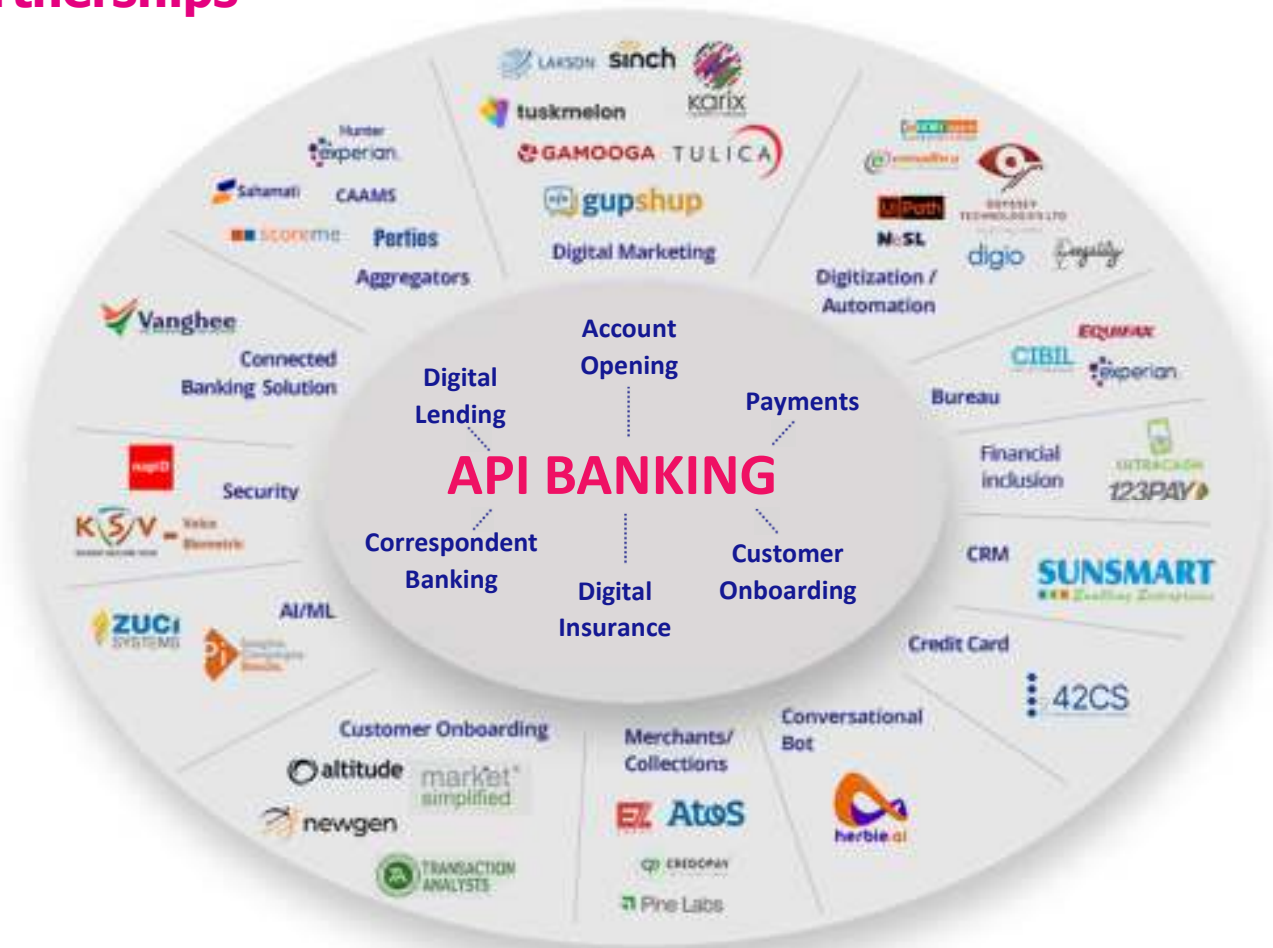 LARSON sinch
karix
tuskmelon
GAMOOGA TULICA
gupshup
Digital Marketing
Hunter
experian.
Sahamati CAAMS
scoreme Perfios
Aggregators
UiPath
ODYSSEY
TECHNOLOGIES LTD
NeSL
digio
Digitization /
Automation
Vanghee
Connected
Banking Solution
EQUIFAX
CIBIL
experian.
Bureau
Financial
inclusion
123PAY
Security
KSV - Voice
Biometric
CRM
SUNSMART
AI/ML
ZUCI
SYSTEMS
Pi
Credit Card
42CS
Customer Onboarding
altitude
market
simplified
newgen
TRANSACTION
ANALYSTS
Merchants/
Collections
EZ AtoS
CREDOPAY
Pine Labs
Conversational
Bot
herbie.ai
Account
Opening
Digital
Lending
Payments
API BANKING
Correspondent
Banking
Digital
Insurance
Customer
Onboarding